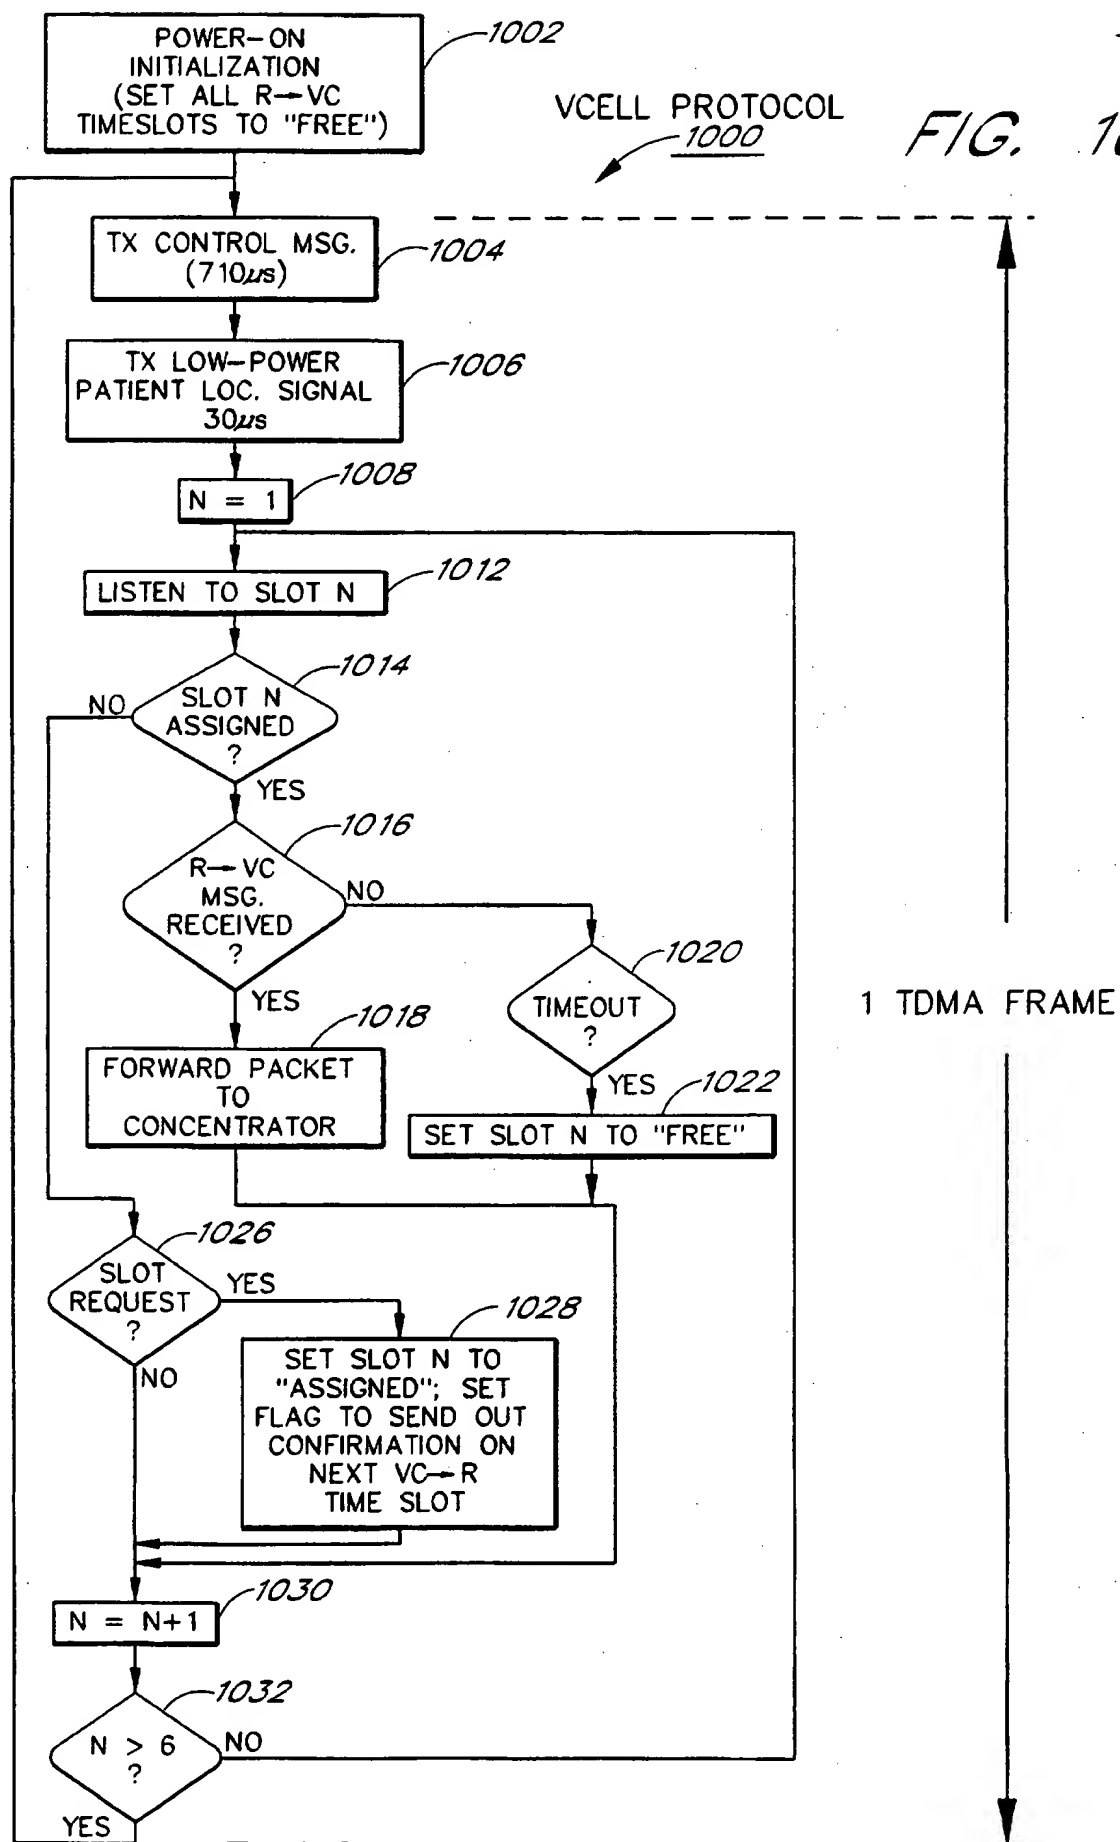 POWER-ON
INITIALIZATION
(SET ALL R→VC
TIMESLOTS TO "FREE")
1002
VCELL PROTOCOL
1000
FIG. 10
TX CONTROL MSG.
(710µs)
1004
TX LOW-POWER
PATIENT LOC. SIGNAL
30µs
1006
N = 1
1008
LISTEN TO SLOT N
1012
SLOT N
ASSIGNED
?
1014
NO
YES
R→VC
MSG.
RECEIVED
?
1016
NO
YES
TIMEOUT
?
1020
YES
1 TDMA FRAME
FORWARD PACKET
TO
CONCENTRATOR
1018
SET SLOT N TO "FREE"
1022
SLOT
REQUEST
?
1026
YES
NO
SET SLOT N TO
"ASSIGNED"; SET
FLAG TO SEND OUT
CONFIRMATION ON
NEXT VC→R
TIME SLOT
1028
N = N+1
1030
N > 6
?
1032
NO
YES